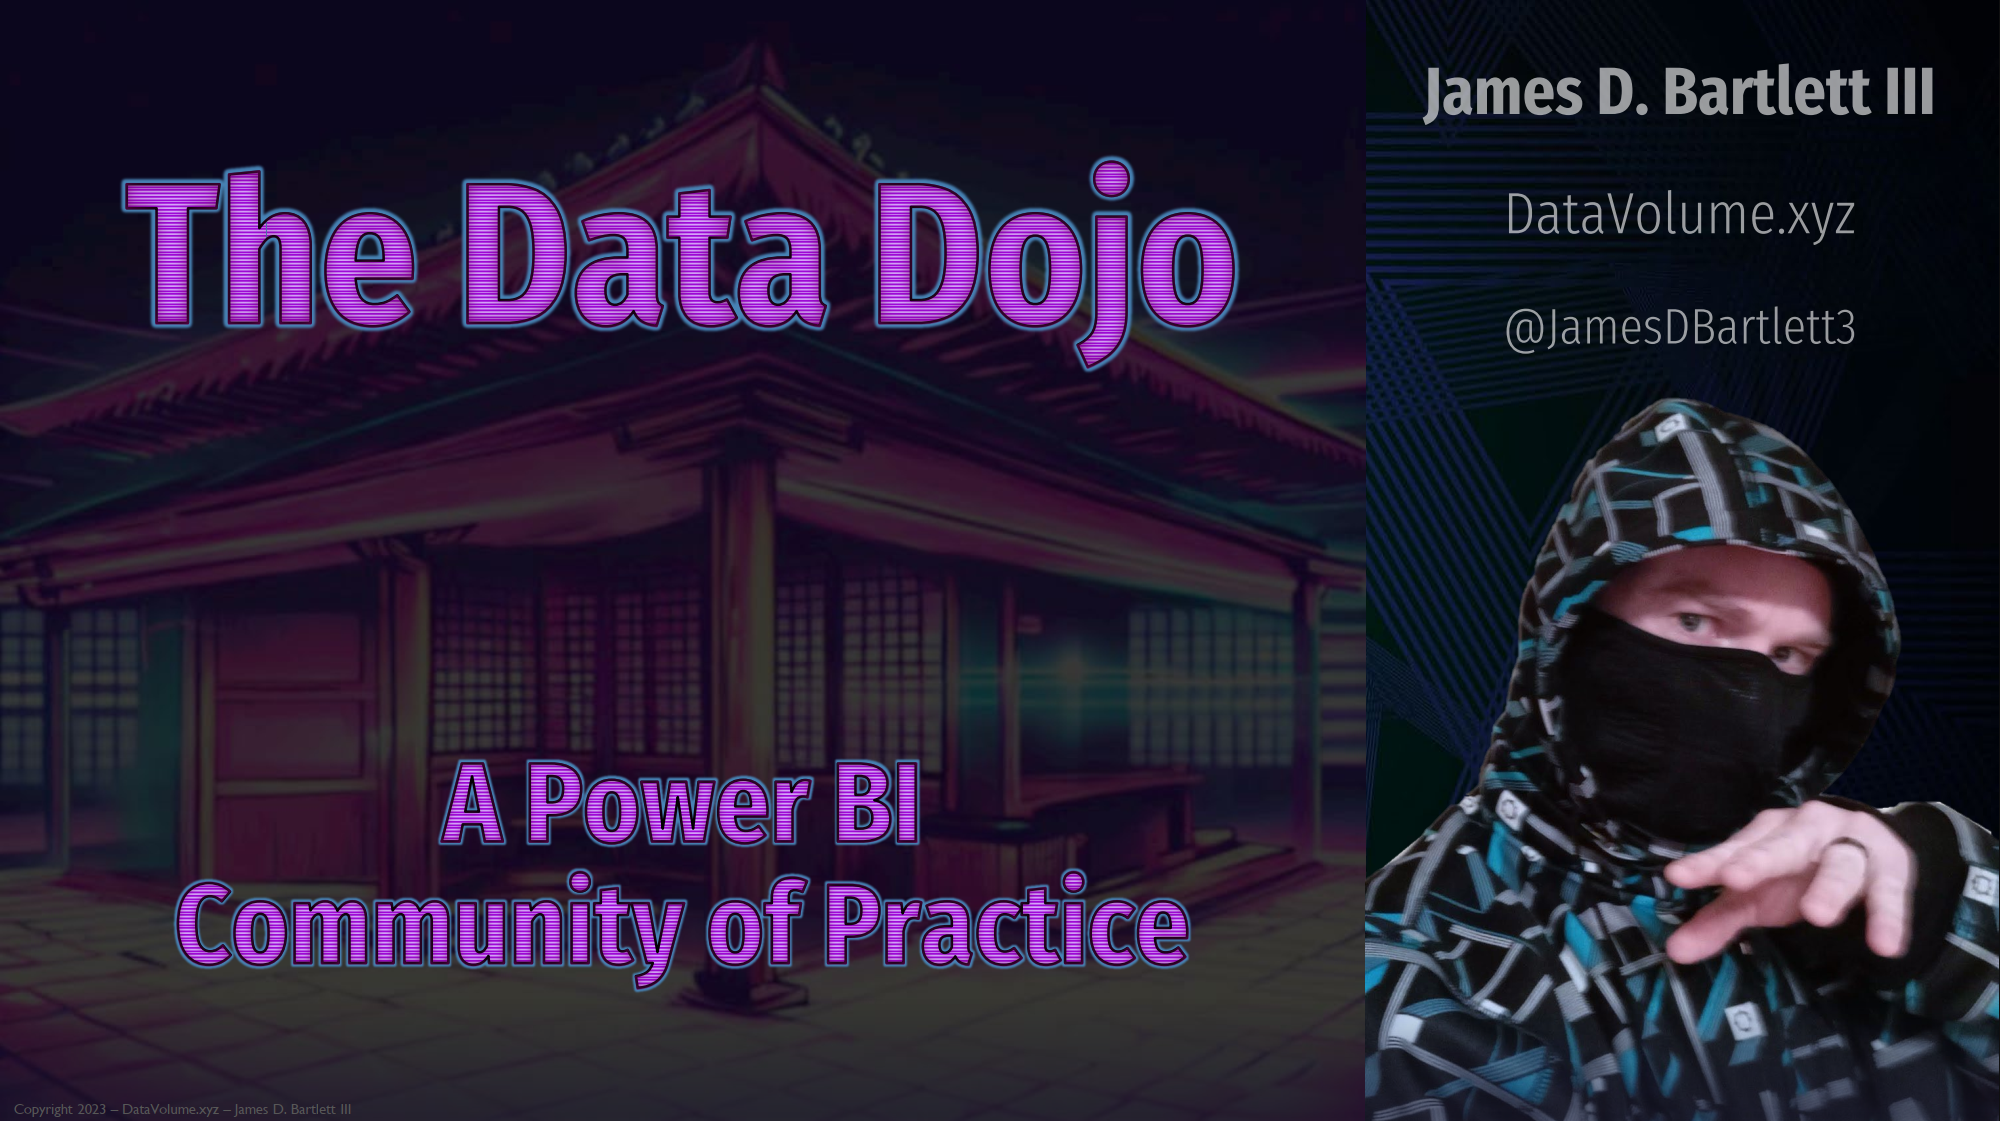 The Data Dojo
A Power BI
Community of Practice
James D. Bartlett III
DataVolume.xyz
@JamesDBartlett3
Copyright 2023 – DataVolume.xyz – James D. Bartlett III